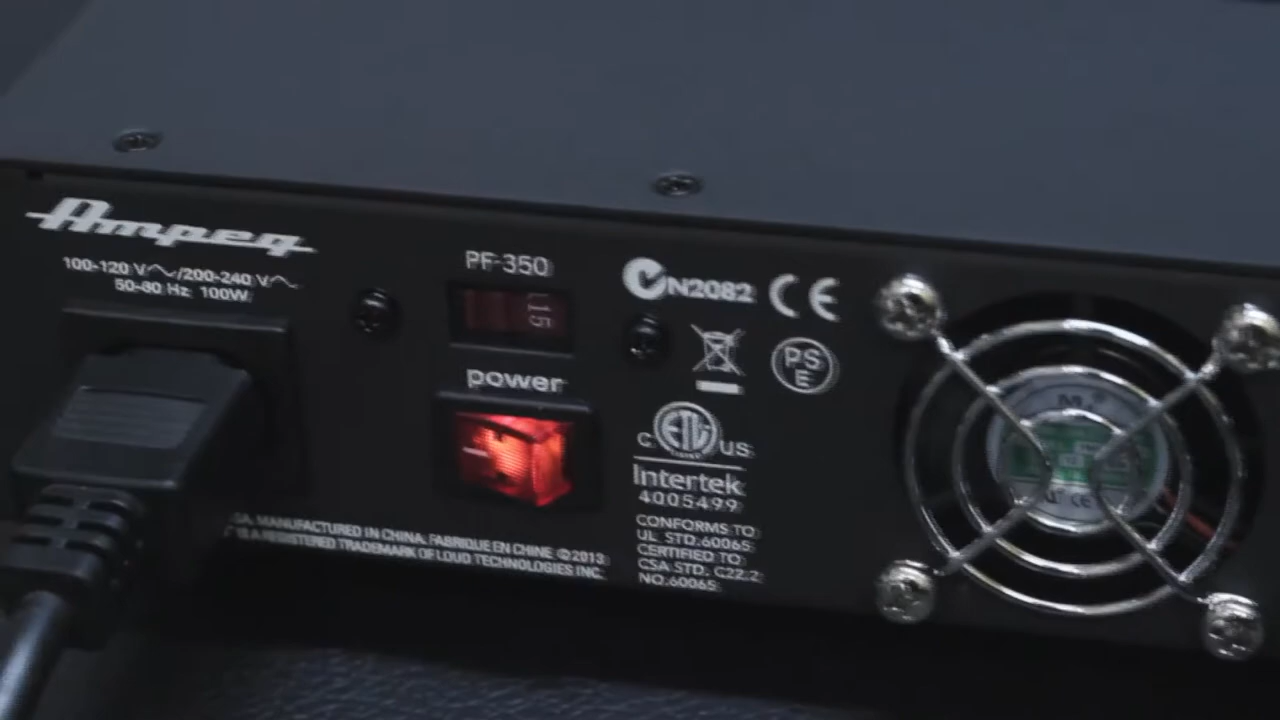 Ampeg
100-120 V~/200-240 V~
50-60 Hz 100W
PF-350
115
power
N2082 CE
PS
E
C ETL US
Intertek
4005499
CONFORMS TO
UL STD.60065
CERTIFIED TO
CSA STD. C22.2
NO.60065
MANUFACTURED IN CHINA. FABRIQUE EN CHINE ©2013
IS A REGISTERED TRADEMARK OF LOUD TECHNOLOGIES INC.